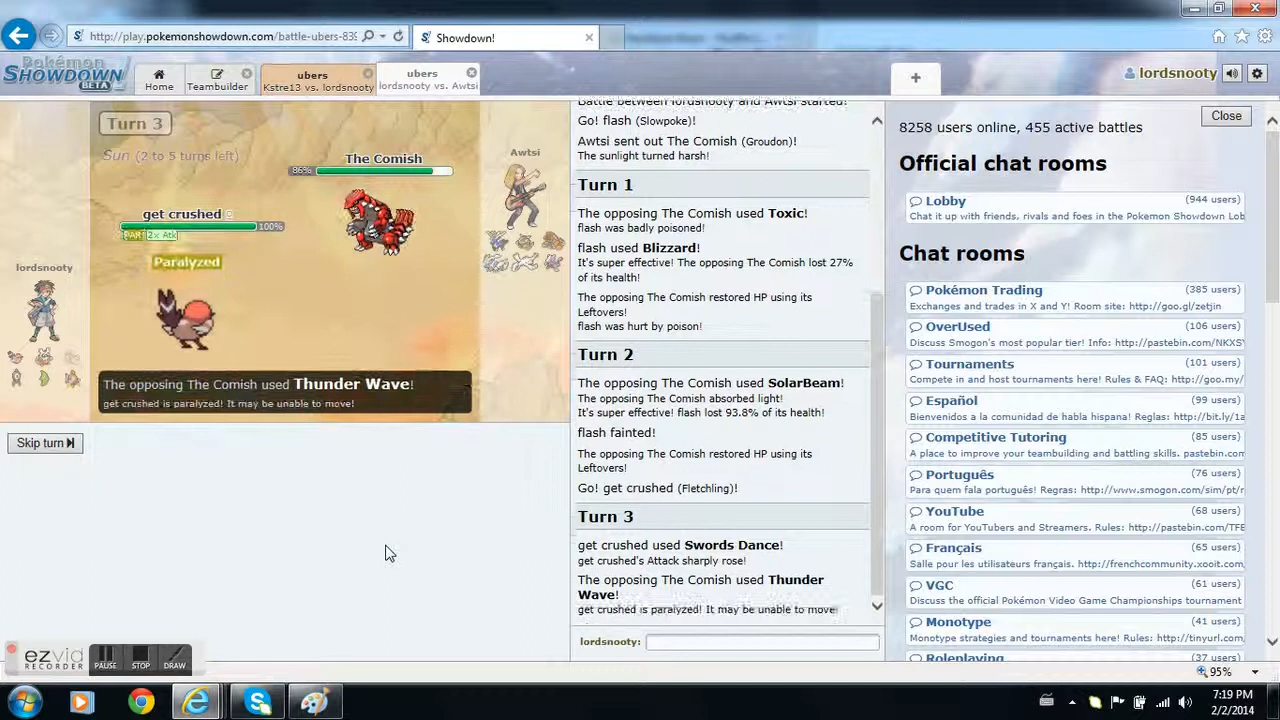 http://play.pokemonshowdown.com/battle-ubers-839
Showdown!
Pokémon
SHOWDOWN
BETA
Home
Teambuilder
ubers
Kstre13 vs. lordsnooty
ubers
lordsnooty vs. Awtsi
+
lordsnooty
Turn 3
Sun (2 to 5 turns left)
The Comish
86%
Awtsi
get crushed
100%
PAR 2x Atk
Paralyzed
lordsnooty
The opposing The Comish used Thunder Wave!
get crushed is paralyzed! It may be unable to move!
Skip turn
Battle between lordsnooty and Awtsi started!
Go! flash (Slowpoke)!
Awtsi sent out The Comish (Groudon)!
The sunlight turned harsh!
Turn 1
The opposing The Comish used Toxic!
flash was badly poisoned!
flash used Blizzard!
It's super effective! The opposing The Comish lost 27%
of its health!
The opposing The Comish restored HP using its
Leftovers!
flash was hurt by poison!
Turn 2
The opposing The Comish used SolarBeam!
The opposing The Comish absorbed light!
It's super effective! flash lost 93.8% of its health!
flash fainted!
The opposing The Comish restored HP using its
Leftovers!
Go! get crushed (Fletchling)!
Turn 3
get crushed used Swords Dance!
get crushed's Attack sharply rose!
The opposing The Comish used Thunder
Wave!
get crushed is paralyzed! It may be unable to move
lordsnooty:
Close
8258 users online, 455 active battles
Official chat rooms
Lobby
(944 users)
Chat it up with friends, rivals and foes in the Pokemon Showdown Lob
Chat rooms
Pokémon Trading
(385 users)
Exchanges and trades in X and Y! Room site: http://goo.gl/zetjin
OverUsed
(106 users)
Discuss Smogon's most popular tier! Info: http://pastebin.com/NKXS
Tournaments
(101 users)
Compete in and host tournaments here! Rules & FAQ: http://goo.gl/
Español
(99 users)
Bienvenidos a la comunidad de habla hispana! Reglas: http://bit.ly/1a
Competitive Tutoring
(85 users)
A place to improve your teambuilding and battling skills. pastebin.com
Português
(76 users)
Para quem fala português! Regras: http://www.smogon.com/sim/pt/r
YouTube
(68 users)
A room for YouTubers and Streamers. Rules: http://pastebin.com/TFE
Français
(65 users)
Salle pour les utilisateurs français. http://frenchcommunity.xooit.com
VGC
(61 users)
Discuss the official Pokémon Video Game Championships tournament
Monotype
(41 users)
Monotype strategies and tournaments here! Rules: http://tinyurl.com/
Roleplaying
(37 users)
ezvid
RECORDER
PAUSE
STOP
DRAW
95%
7:19 PM
2/2/2014